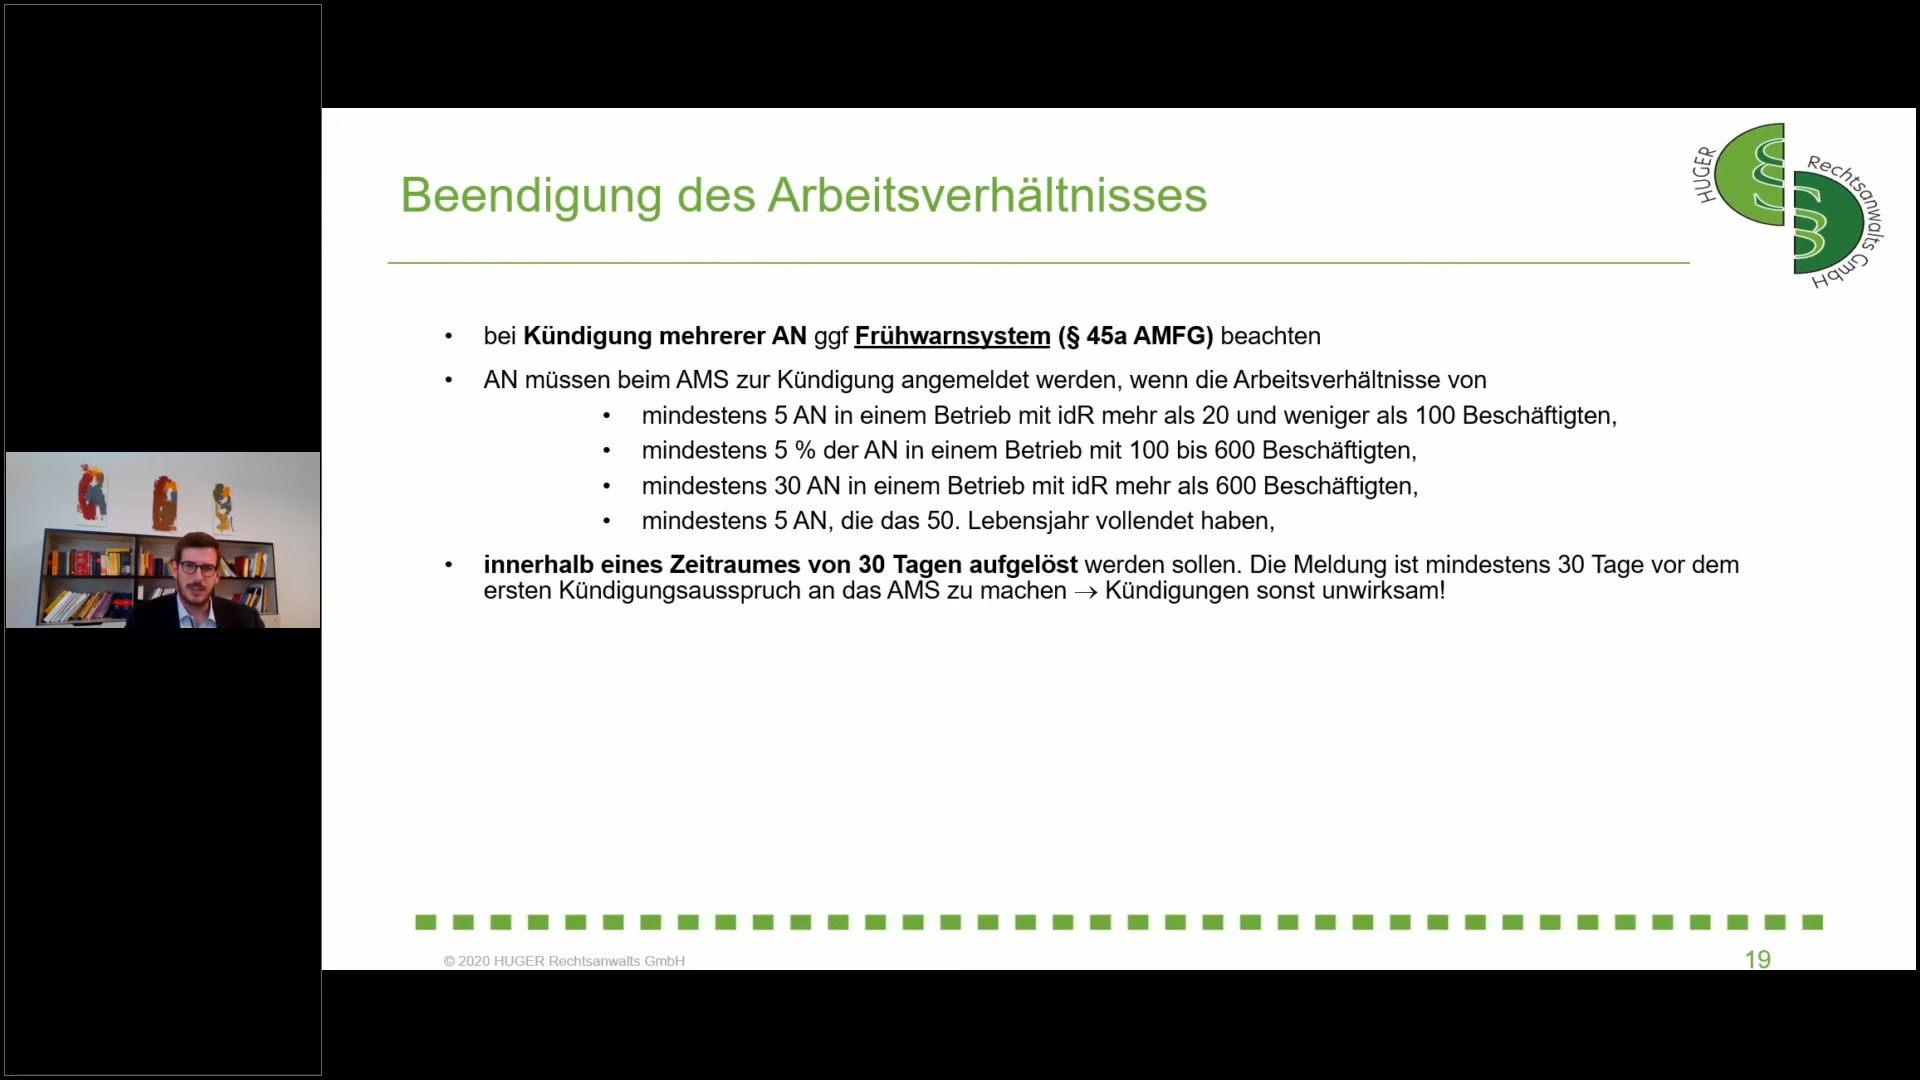 HUGER
Rechtsanwalts GmbH
Beendigung des Arbeitsverhältnisses
• bei Kündigung mehrerer AN ggf Frühwarnsystem (§ 45a AMFG) beachten
• AN müssen beim AMS zur Kündigung angemeldet werden, wenn die Arbeitsverhältnisse von
• mindestens 5 AN in einem Betrieb mit idR mehr als 20 und weniger als 100 Beschäftigten,
• mindestens 5 % der AN in einem Betrieb mit 100 bis 600 Beschäftigten,
• mindestens 30 AN in einem Betrieb mit idR mehr als 600 Beschäftigten,
• mindestens 5 AN, die das 50. Lebensjahr vollendet haben,
• innerhalb eines Zeitraumes von 30 Tagen aufgelöst werden sollen. Die Meldung ist mindestens 30 Tage vor dem
ersten Kündigungsausspruch an das AMS zu machen → Kündigungen sonst unwirksam!
© 2020 HUGER Rechtsanwalts GmbH
19